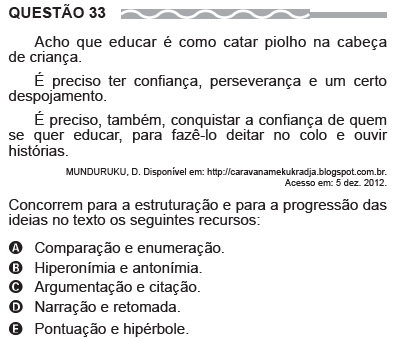 QUESTÃO 33
Acho que educar é como catar piolho na cabeça
de criança.
É preciso ter confiança, perseverança e um certo
despojamento.
É preciso, também, conquistar a confiança de quem
se quer educar, para fazê-lo deitar no colo e ouvir
histórias.
MUNDURUKU, D. Disponível em: http://caravanamekukradja.blogspot.com.br.
Acesso em: 5 dez. 2012.
Concorrem para a estruturação e para a progressão das
ideias no texto os seguintes recursos:
A Comparação e enumeração.
B Hiperonímia e antonímia.
C Argumentação e citação.
D Narração e retomada.
E Pontuação e hipérbole.